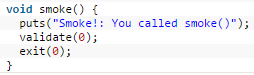 void smoke() {
  puts("Smoke!: You called smoke()");
  validate(0);
  exit(0);
}